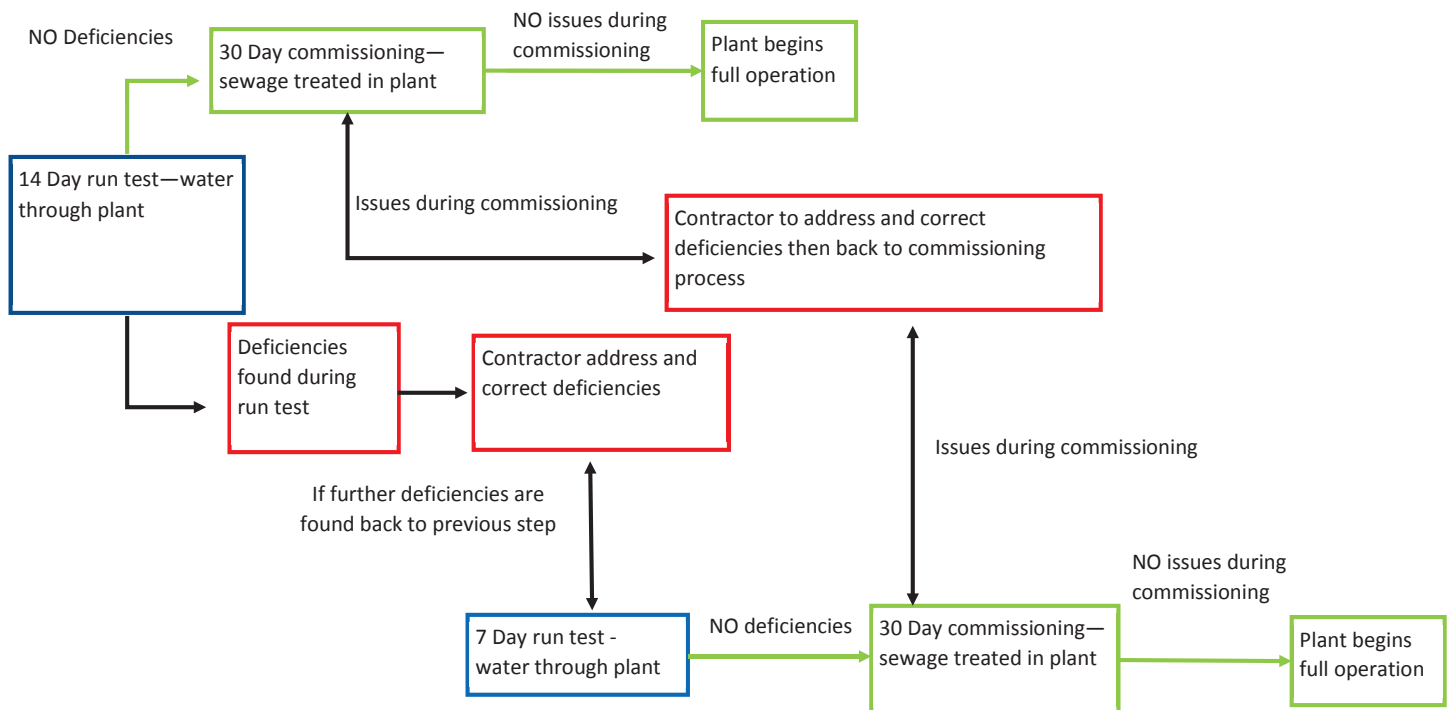 NO Deficiencies
30 Day commissioning—
sewage treated in plant
NO issues during
commissioning
Plant begins
full operation
14 Day run test—water
through plant
Issues during commissioning
Contractor to address and correct
deficiencies then back to commissioning
process
Deficiencies
found during
run test
Contractor address and
correct deficiencies
Issues during commissioning
If further deficiencies are
found back to previous step
7 Day run test -
water through plant
NO deficiencies
30 Day commissioning—
sewage treated in plant
NO issues during
commissioning
Plant begins
full operation